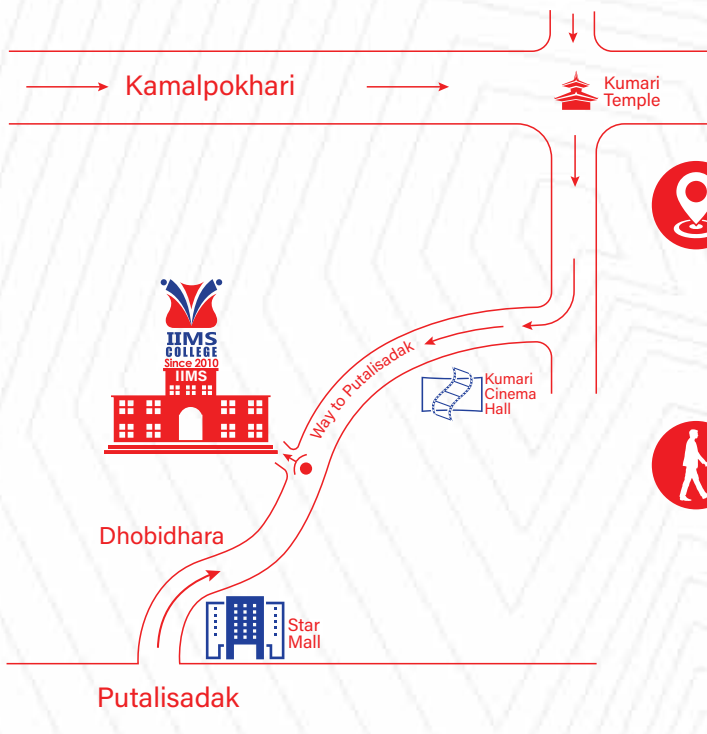 Kamalpokhari
Kumari
Temple
IIMS
COLLEGE
Since 2010
IIMS
Way to Putalisadak
Kumari
Cinema
Hall
Dhobidhara
Star
Mall
Putalisadak